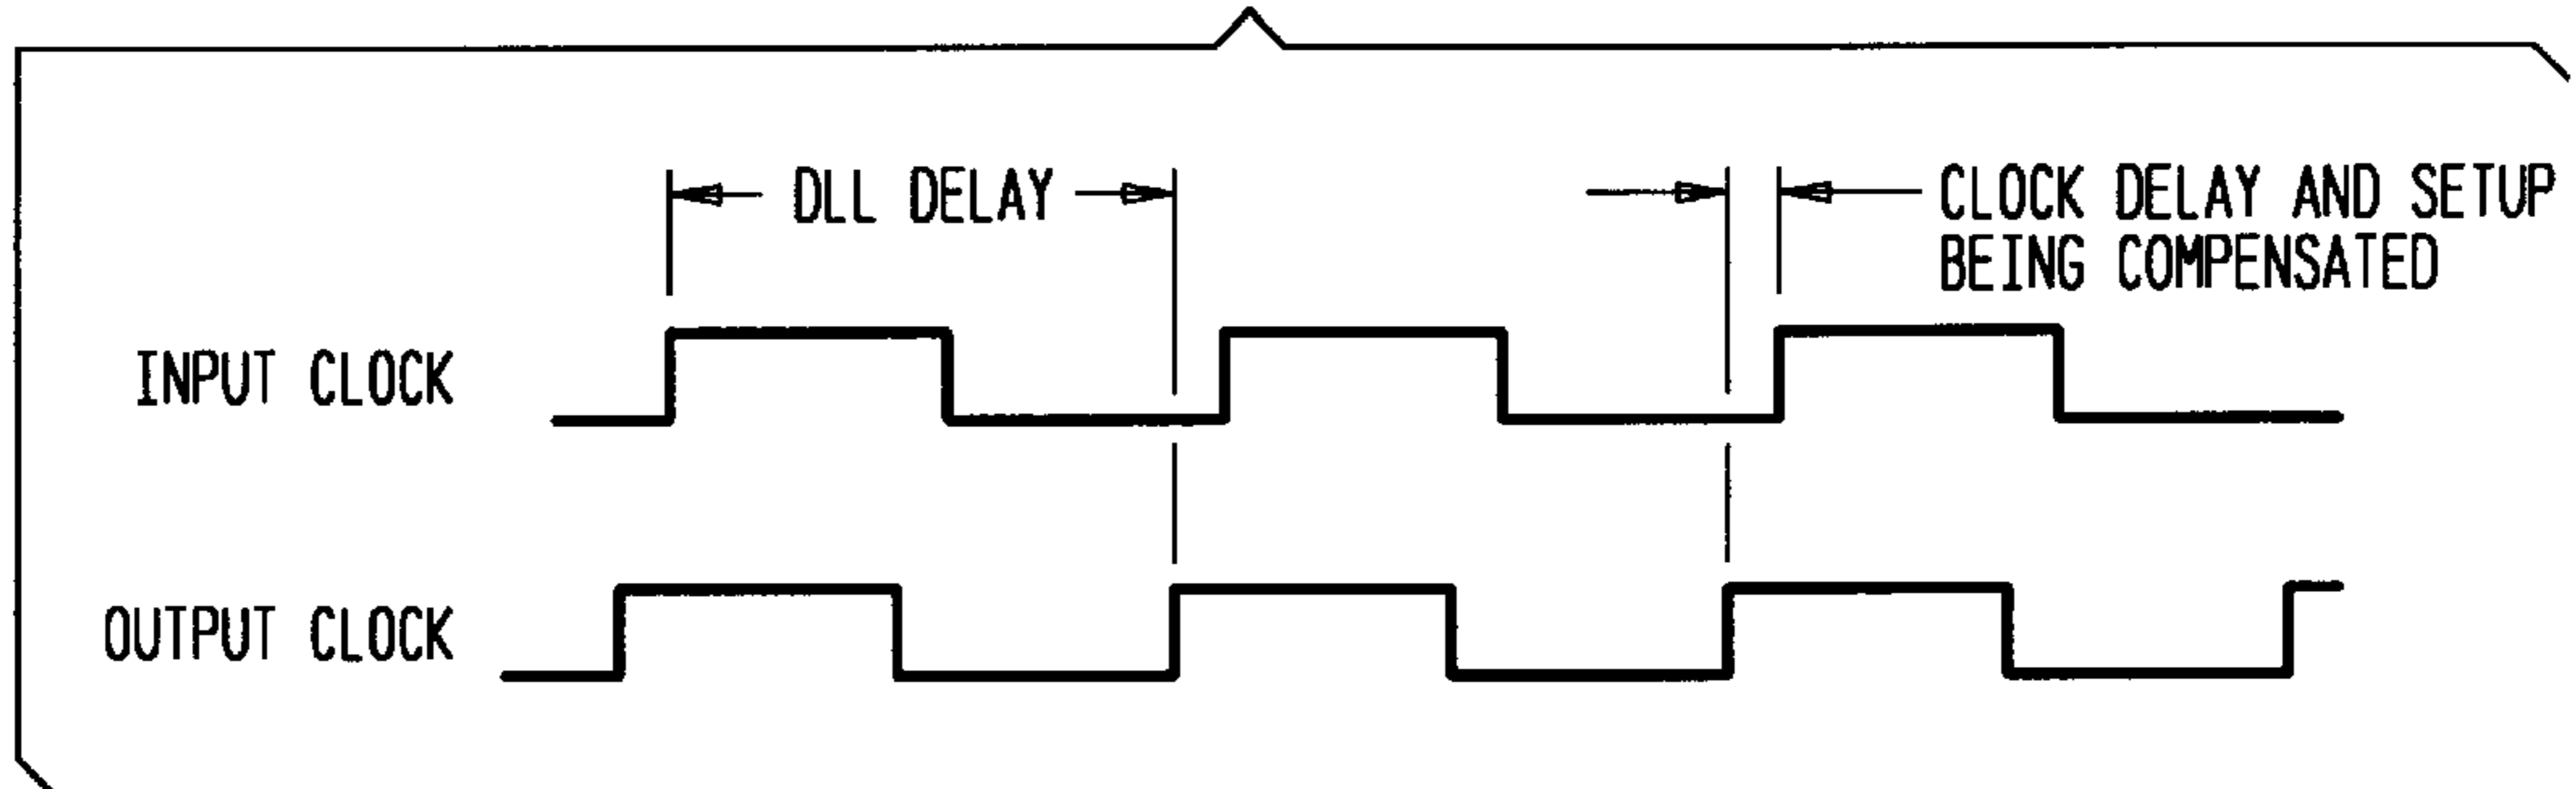 DLL DELAY
CLOCK DELAY AND SETUP
BEING COMPENSATED
INPUT CLOCK
OUTPUT CLOCK